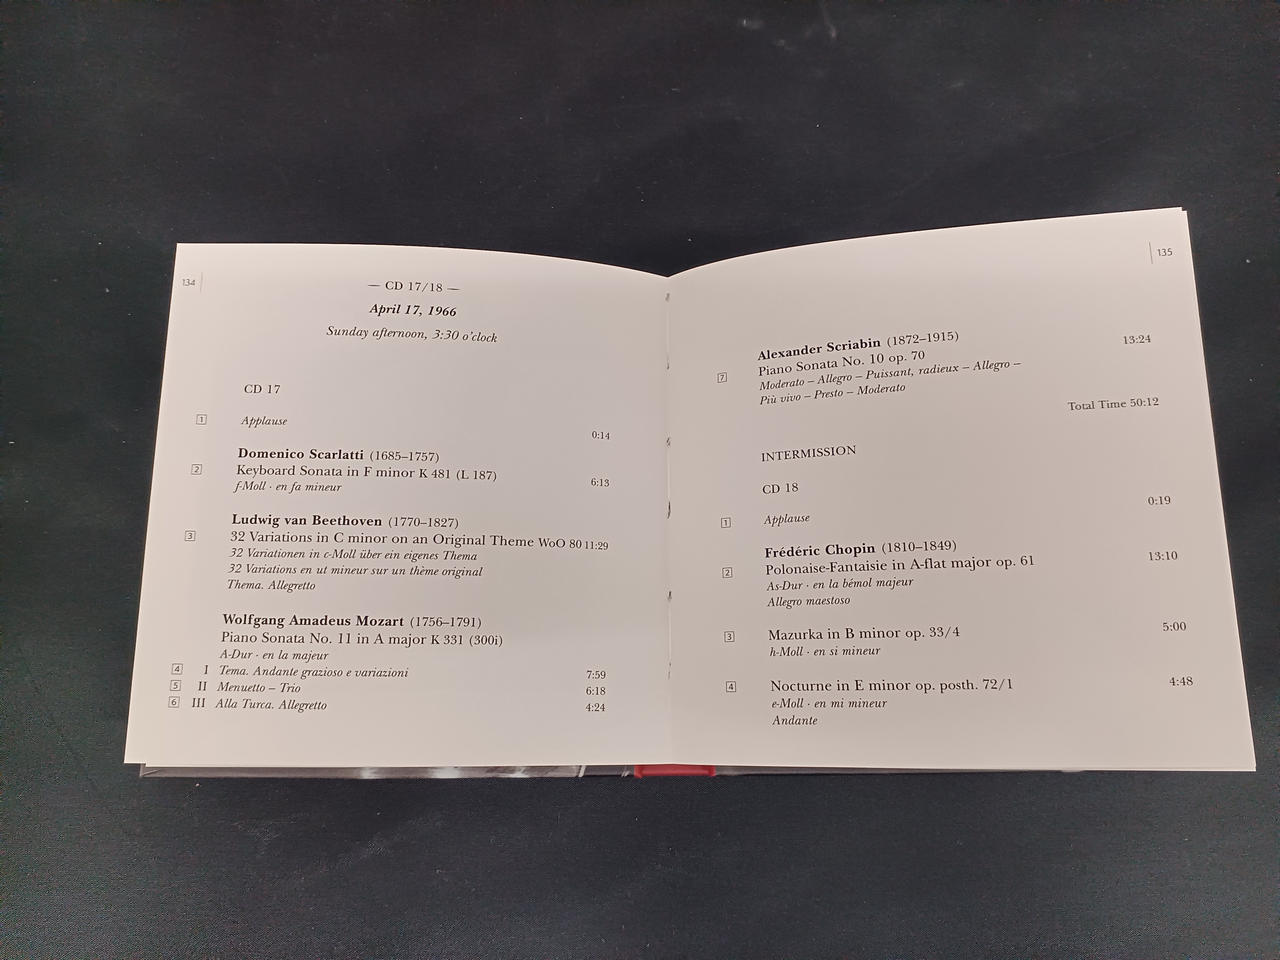 134
— CD 17/18 —
April 17, 1966
Sunday afternoon, 3:30 o'clock
CD 17
1 Applause 0:14
Domenico Scarlatti (1685–1757)
2 Keyboard Sonata in F minor K 481 (L 187) 6:13
f-Moll · en fa mineur
Ludwig van Beethoven (1770–1827)
3 32 Variations in C minor on an Original Theme WoO 80 11:29
32 Variationen in c-Moll über ein eigenes Thema
32 Variations en ut mineur sur un thème original
Thema. Allegretto
Wolfgang Amadeus Mozart (1756–1791)
Piano Sonata No. 11 in A major K 331 (300i)
A-Dur · en la majeur
4 I Tema. Andante grazioso e variazioni 7:59
5 II Menuetto – Trio 6:18
6 III Alla Turca. Allegretto 4:24
135
Alexander Scriabin (1872–1915)
7 Piano Sonata No. 10 op. 70 13:24
Moderato – Allegro – Puissant, radieux – Allegro –
Più vivo – Presto – Moderato
Total Time 50:12
INTERMISSION
CD 18
1 Applause 0:19
Frédéric Chopin (1810–1849)
2 Polonaise-Fantaisie in A-flat major op. 61 13:10
As-Dur · en la bémol majeur
Allegro maestoso
3 Mazurka in B minor op. 33/4 5:00
h-Moll · en si mineur
4 Nocturne in E minor op. posth. 72/1 4:48
e-Moll · en mi mineur
Andante